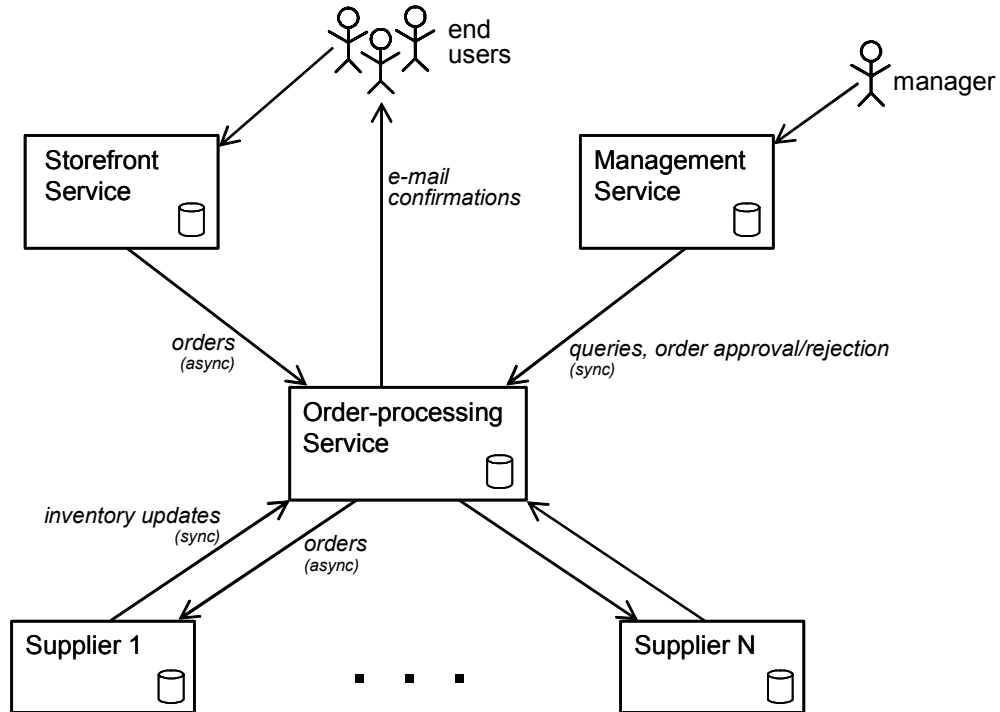 end
users
manager
Storefront
Service
e-mail
confirmations
Management
Service
orders
(async)
queries, order approval/rejection
(sync)
Order-processing
Service
inventory updates
(sync)
orders
(async)
Supplier 1
. . .
Supplier N